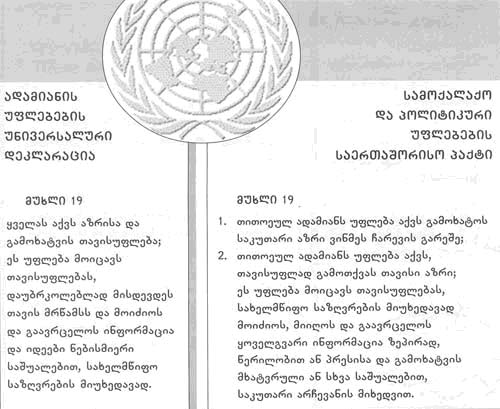 ადამიანის
უფლებების
უნივერსალური
დეკლარაცია
მუხლი 19
ყველას აქვს აზრისა და
გამოხატვის თავისუფლება;
ეს უფლება მოიცავს
თავისუფლებას,
დაუბრკოლებლად მისდევდეს
თავის მრწამსს და მოიძიოს
და გაავრცელოს ინფორმაცია
და იდეები ნებისმიერი
საშუალებით, სახელმწიფო
საზღვრების მიუხედავად.
სამოქალაქო
და პოლიტიკური
უფლებების
საერთაშორისო პაქტი
მუხლი 19
1. თითოეულ ადამიანს უფლება აქვს გამოხატოს
საკუთარი აზრი ვინმეს ჩარევის გარეშე;
2. თითოეულ ადამიანს უფლება აქვს,
თავისუფლად გამოთქვას თავისი აზრი;
ეს უფლება მოიცავს თავისუფლებას,
სახელმწიფო საზღვრების მიუხედავად
მოიძიოს, მიიღოს და გაავრცელოს
ყოველგვარი ინფორმაცია ზეპირად,
წერილობით ან პრესისა და გამოხატვის
მხატვრული ან სხვა საშუალებით,
საკუთარი არჩევანის მიხედვით.